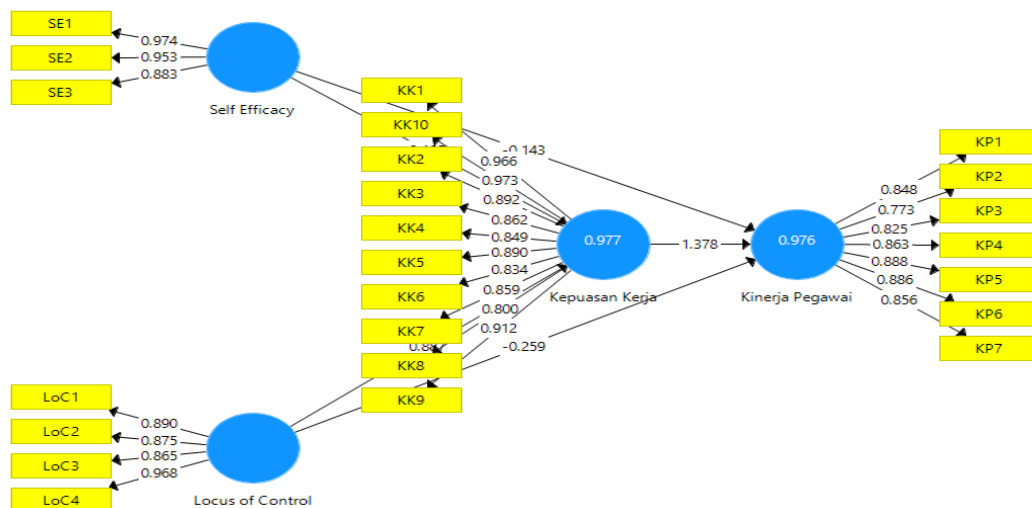 SE1
SE2
SE3
0.974
0.953
0.883
Self Efficacy
KK1
KK10
KK2
KK3
KK4
KK5
KK6
KK7
KK8
KK9
0.966
0.973
0.892
0.862
0.849
0.890
0.834
0.859
0.800
0.912
-0.143
0.977
Kepuasan Kerja
1.378
-0.259
0.976
Kinerja Pegawai
0.848
0.773
0.825
0.863
0.888
0.886
0.856
KP1
KP2
KP3
KP4
KP5
KP6
KP7
LoC1
LoC2
LoC3
LoC4
0.890
0.875
0.865
0.968
Locus of Control